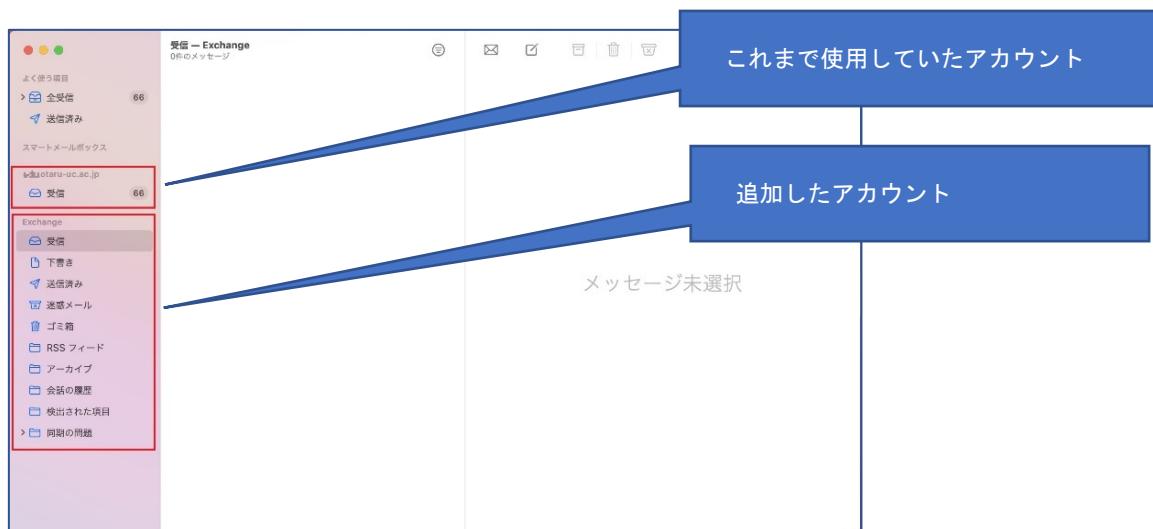 受信 — Exchange
0件のメッセージ
よく使う項目
全受信 66
送信済み
スマートメールボックス
edu.otaru-uc.ac.jp
受信 66
Exchange
受信
下書き
送信済み
迷惑メール
ゴミ箱
RSS フィード
アーカイブ
会話の履歴
検出された項目
同期の問題
メッセージ未選択
これまで使用していたアカウント
追加したアカウント